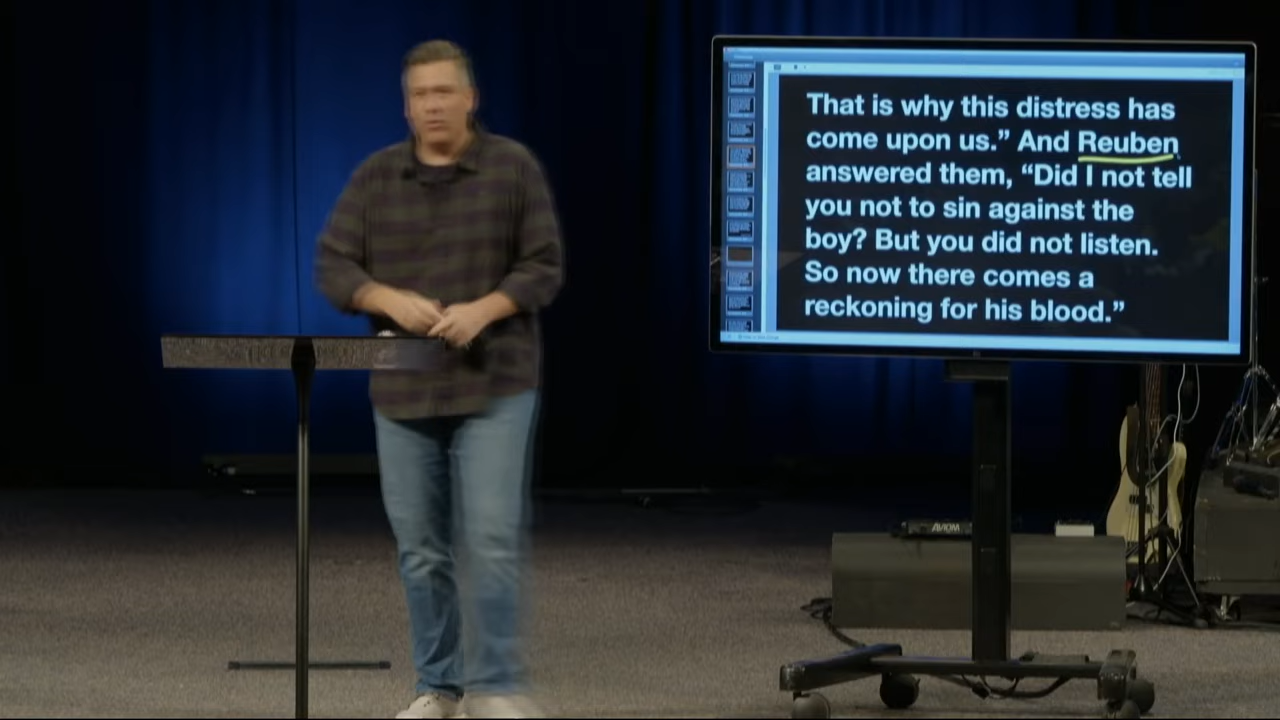 That is why this distress has
come upon us.” And Reuben
answered them, “Did I not tell
you not to sin against the
boy? But you did not listen.
So now there comes a
reckoning for his blood.”
AVIOM